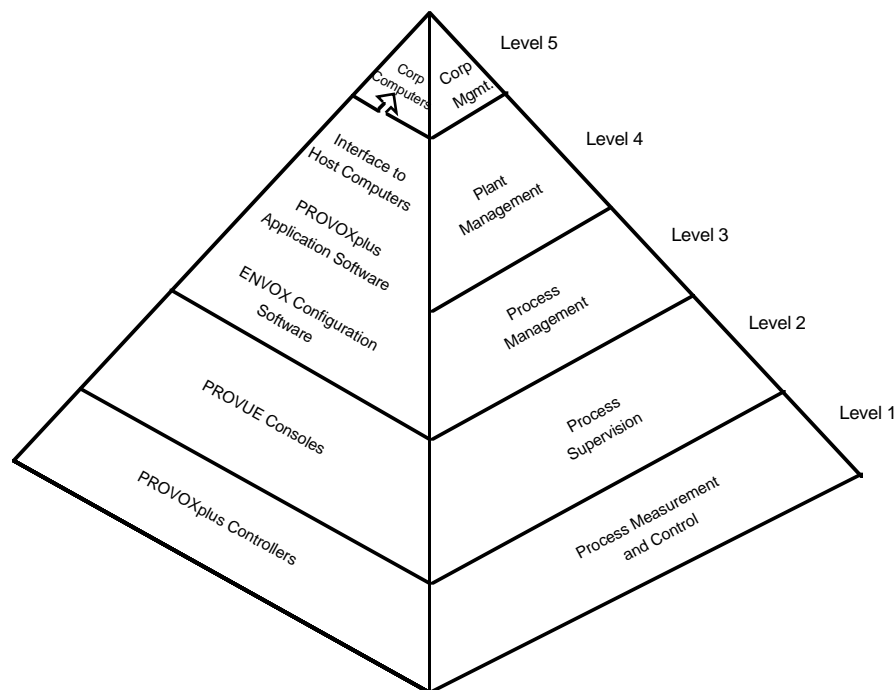 Level 5
Corp
Computers
Corp
Mgmt.
Level 4
Interface to
Host Computers
Plant
Management
PROVOXplus
Application Software
Level 3
ENVOX Configuration
Software
Process
Management
Level 2
PROVUE Consoles
Process
Supervision
Level 1
PROVOXplus Controllers
Process Measurement
and Control